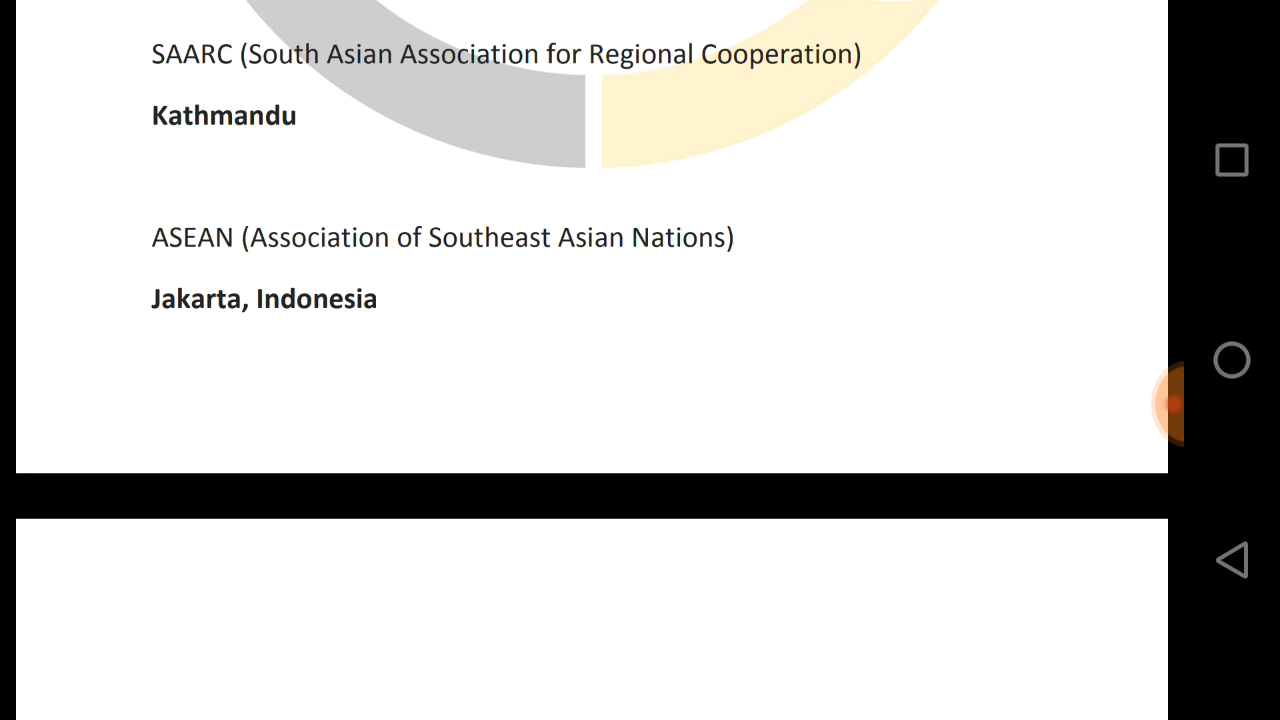 SAARC (South Asian Association for Regional Cooperation)
Kathmandu
ASEAN (Association of Southeast Asian Nations)
Jakarta, Indonesia